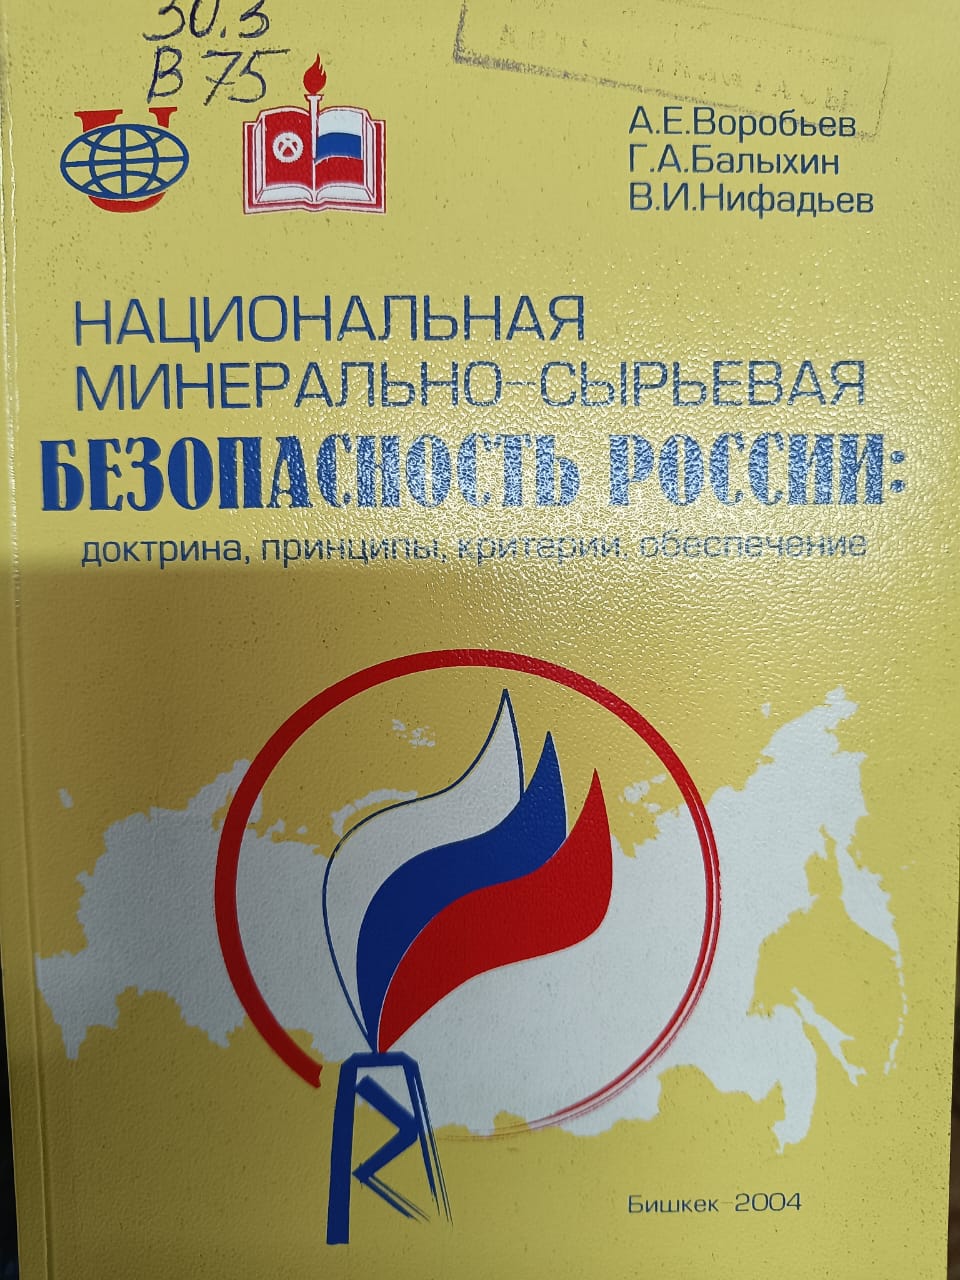 30.3
В 75
А.Е.Воробьев
Г.А.Балыхин
В.И.Нифадьев
НАЦИОНАЛЬНАЯ
МИНЕРАЛЬНО-СЫРЬЕВАЯ
БЕЗОПАСНОСТЬ РОССИИ:
доктрина, принципы, критерии, обеспечение
Бишкек-2004